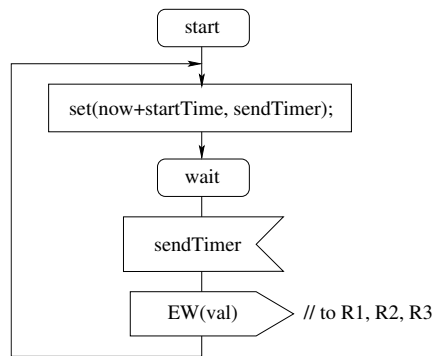 start
set(now+startTime, sendTimer);
wait
sendTimer
EW(val) // to R1, R2, R3